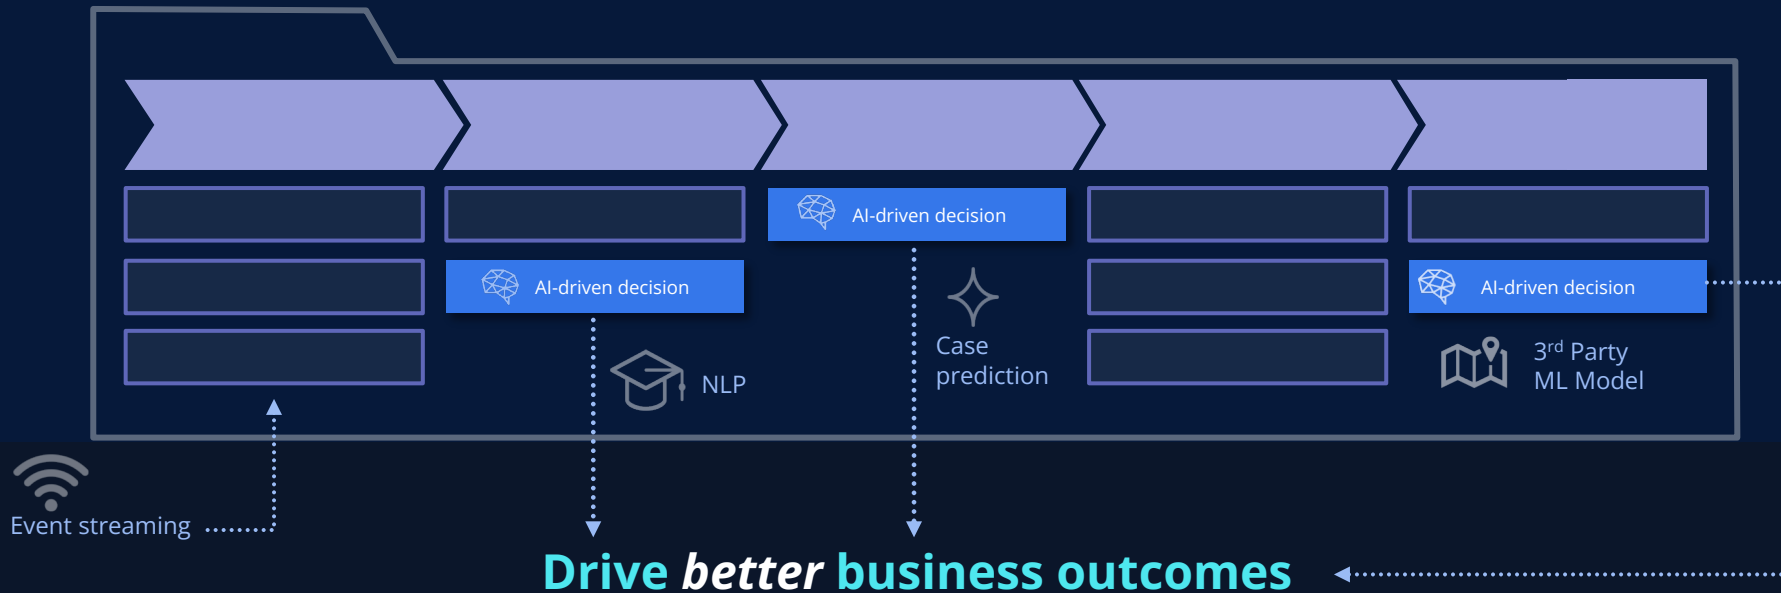 AI-driven decision
AI-driven decision
AI-driven decision
NLP
Case
prediction
3rd Party
ML Model
Event streaming
Drive better business outcomes